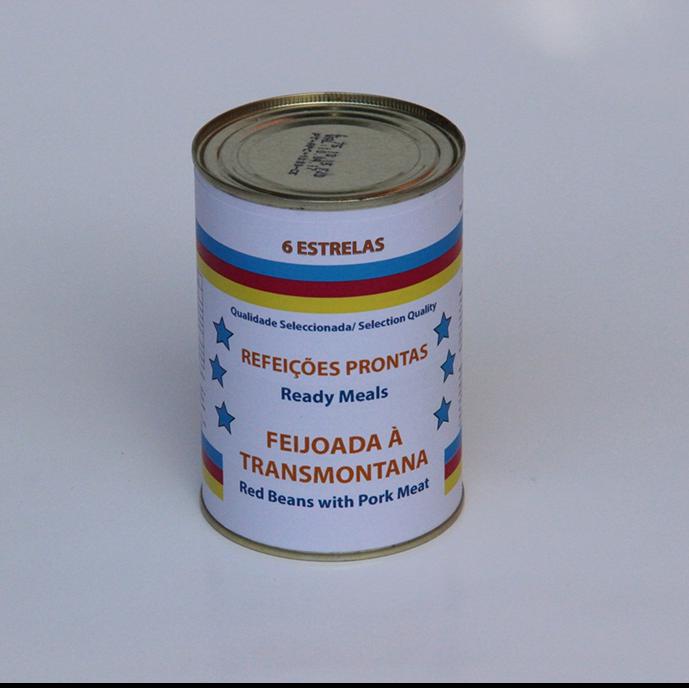 6 ESTRELAS
Qualidade Seleccionada/ Selection Quality
REFEIÇÕES PRONTAS
Ready Meals
FEIJOADA À
TRANSMONTANA
Red Beans with Pork Meat